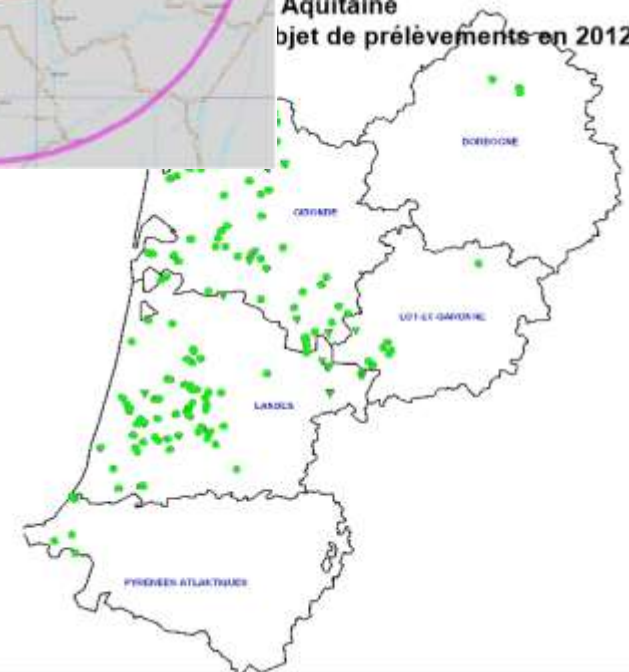 Aquitaine
bjet de prélèvements en 2012
DORDOGNE
GIRONDE
LOT-ET-GARONNE
LANDES
PYRENEES ATLANTIQUES